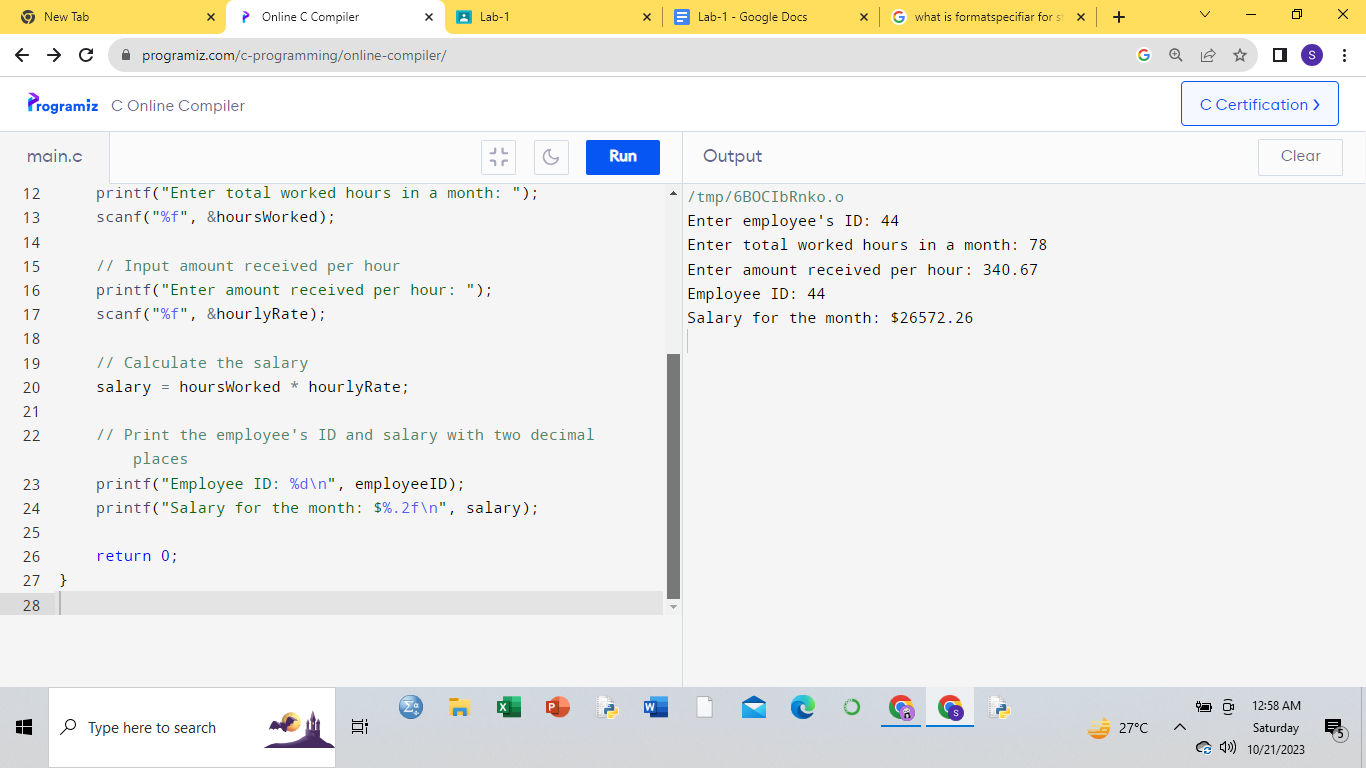 New Tab
Online C Compiler
Lab-1
Lab-1 - Google Docs
what is formatspecifiar for s
programiz.com/c-programming/online-compiler/
S
Programiz
C Online Compiler
C Certification >
main.c
Run
Output
Clear
12 printf("Enter total worked hours in a month: ");
13 scanf("%f", &hoursWorked);
14
15 // Input amount received per hour
16 printf("Enter amount received per hour: ");
17 scanf("%f", &hourlyRate);
18
19 // Calculate the salary
20 salary = hoursWorked * hourlyRate;
21
22 // Print the employee's ID and salary with two decimal
places
23 printf("Employee ID: %d\n", employeeID);
24 printf("Salary for the month: $%.2f\n", salary);
25
26 return 0;
27 }
28
/tmp/6BOCIbRnko.o
Enter employee's ID: 44
Enter total worked hours in a month: 78
Enter amount received per hour: 340.67
Employee ID: 44
Salary for the month: $26572.26
Type here to search
27°C
12:58 AM
Saturday
10/21/2023
5